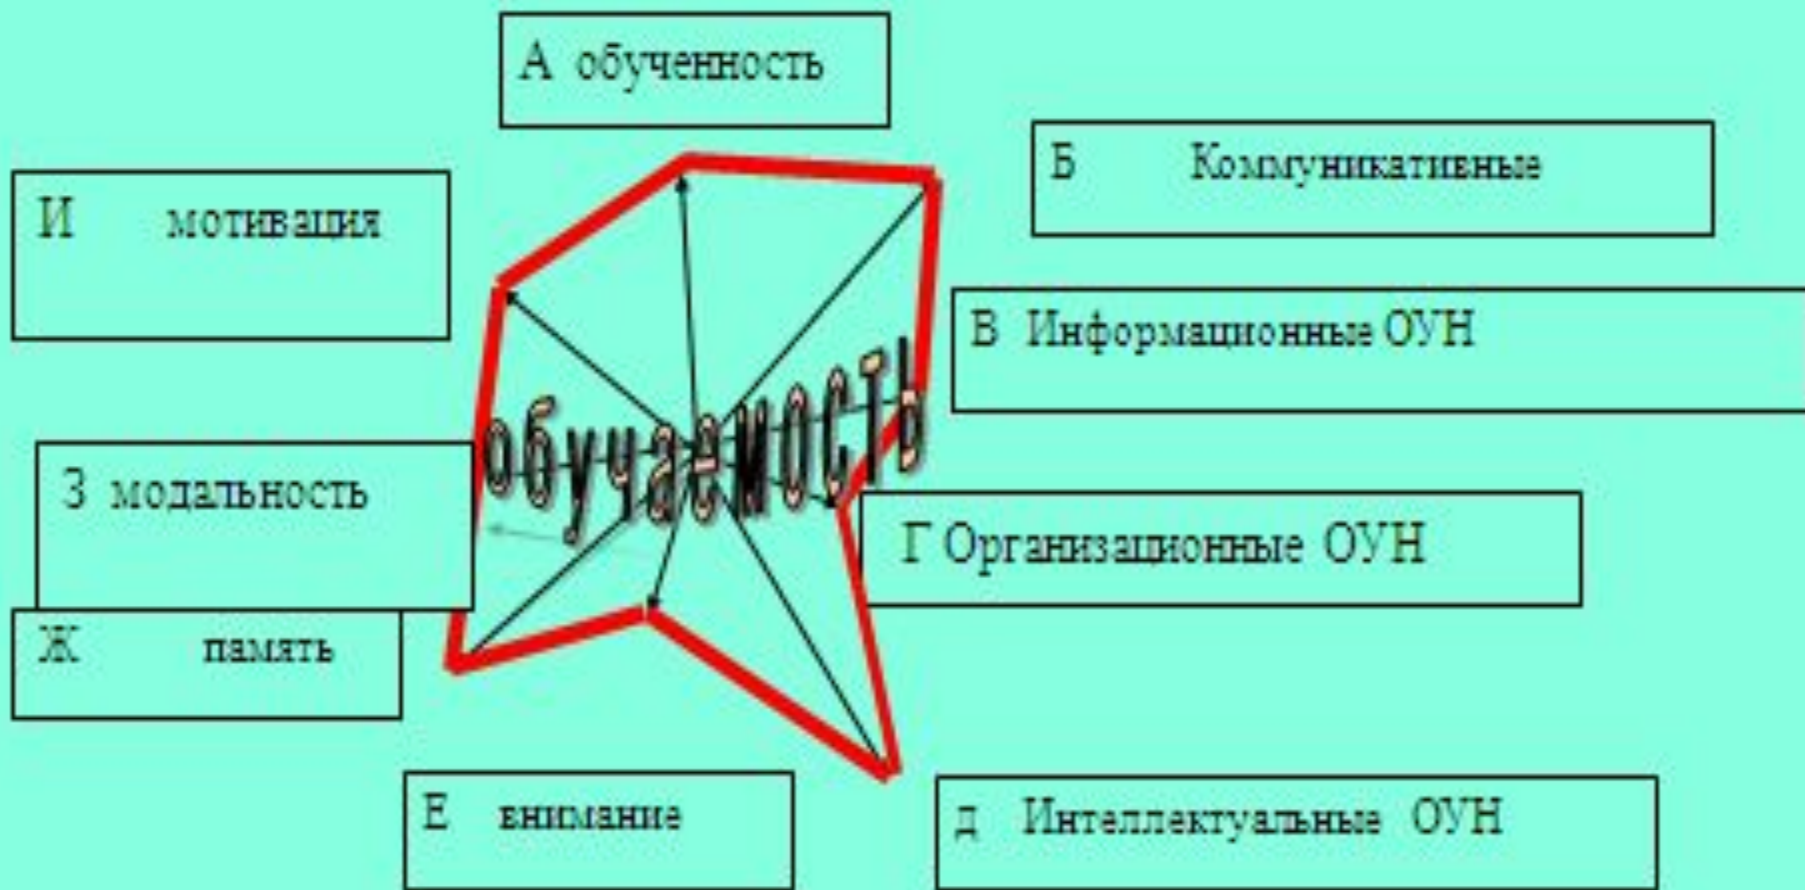 А обученность
Б Коммуникативные
И мотивация
В Информационные ОУН
обучаемость
З модальность
Г Организационные ОУН
Ж память
Е внимание
д Интеллектуальные ОУН